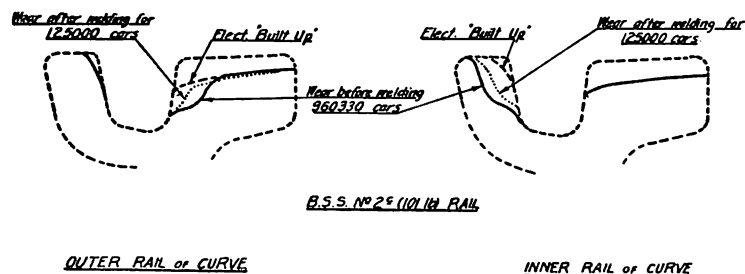 Wear after welding for
125000 cars
Elect. "Built Up"
Wear before welding
960330 cars
Elect. "Built Up"
Wear after welding for
125000 cars
B.S.S. Nº 2c (101 lb) RAIL
OUTER RAIL OF CURVE
INNER RAIL OF CURVE